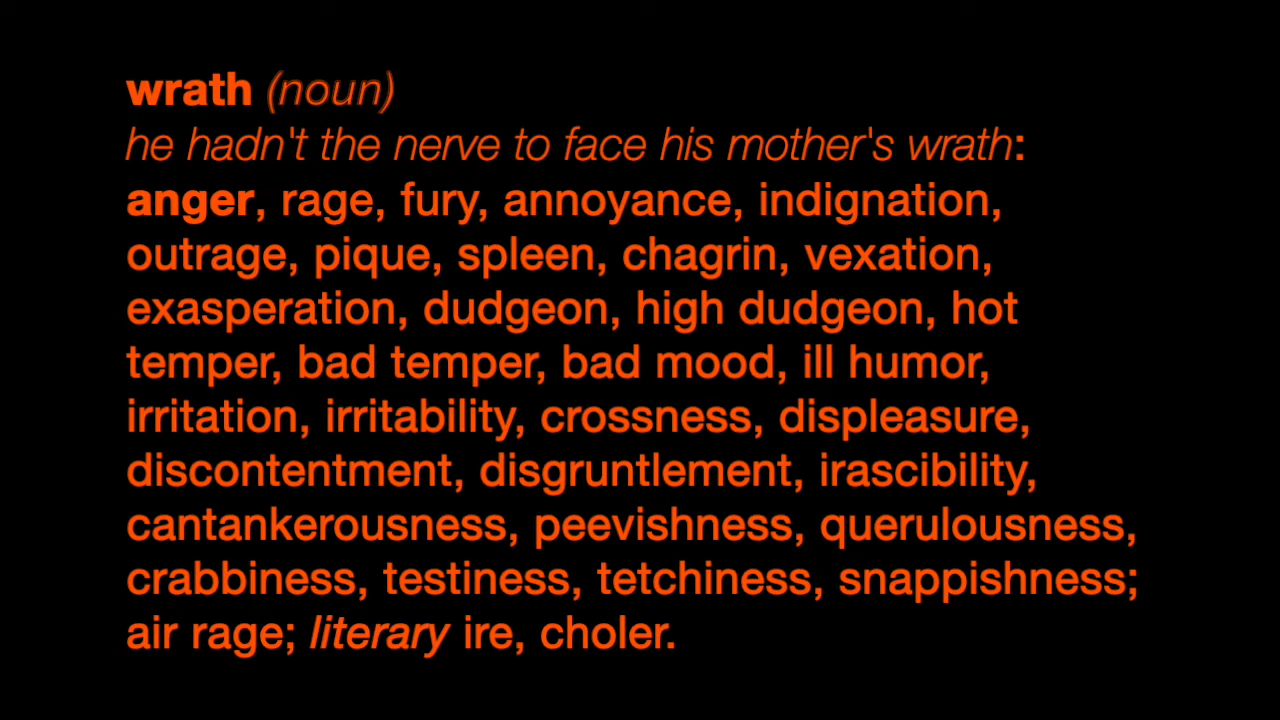 wrath (noun)
he hadn't the nerve to face his mother's wrath:
anger, rage, fury, annoyance, indignation,
outrage, pique, spleen, chagrin, vexation,
exasperation, dudgeon, high dudgeon, hot
temper, bad temper, bad mood, ill humor,
irritation, irritability, crossness, displeasure,
discontentment, disgruntlement, irascibility,
cantankerousness, peevishness, querulousness,
crabbiness, testiness, tetchiness, snappishness;
air rage; literary ire, choler.